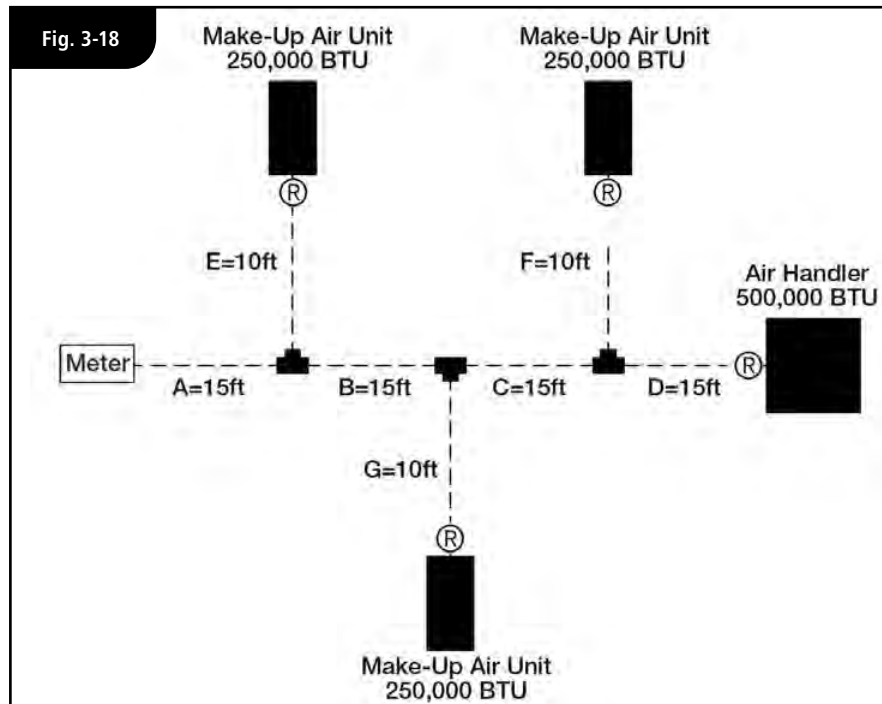 Fig. 3-18
Make-Up Air Unit
250,000 BTU
Make-Up Air Unit
250,000 BTU
R
R
E=10ft
F=10ft
Air Handler
500,000 BTU
Meter
R
A=15ft
B=15ft
C=15ft
D=15ft
G=10ft
R
Make-Up Air Unit
250,000 BTU